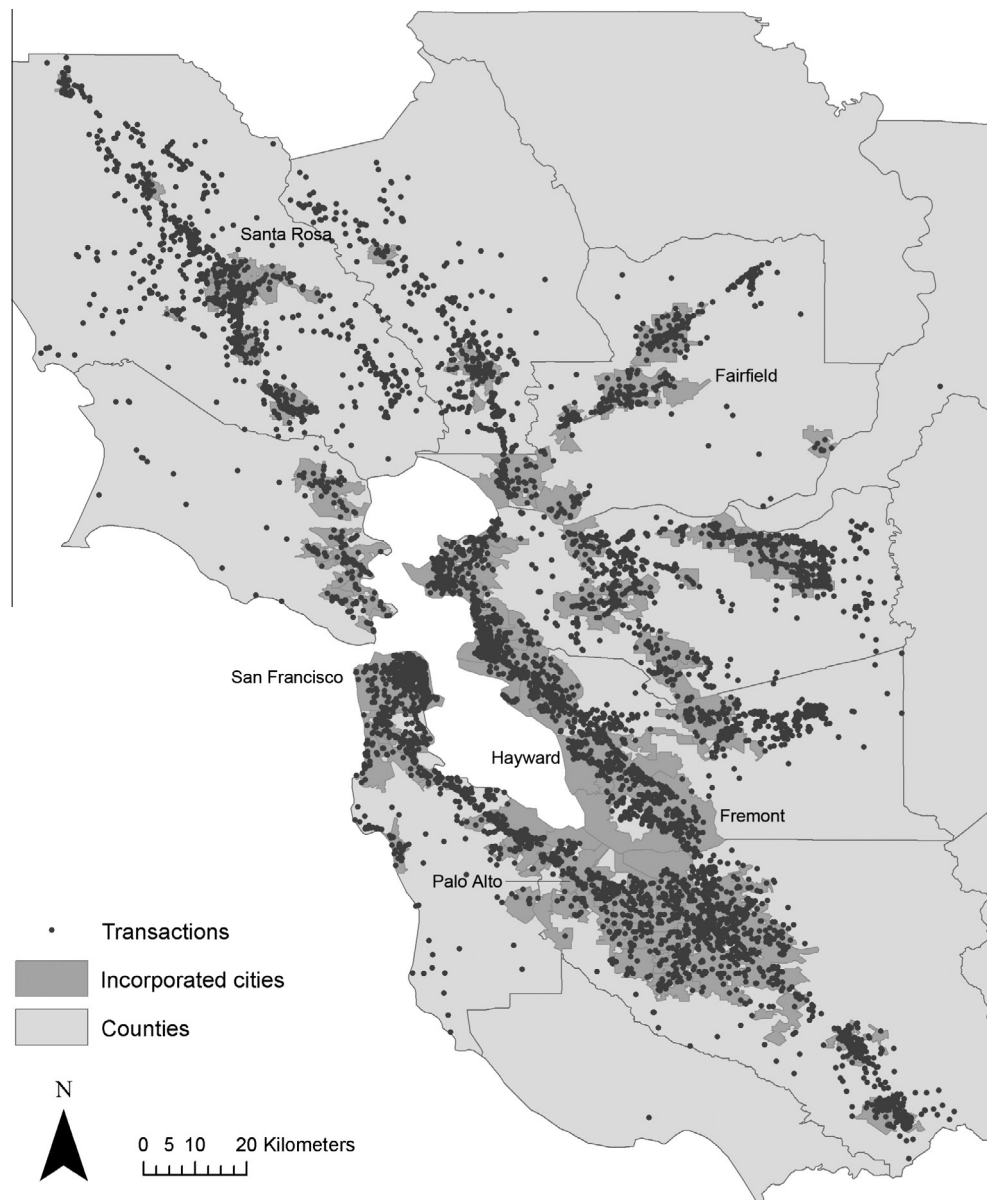 Santa Rosa
Fairfield
San Francisco
Hayward
Fremont
Palo Alto
Transactions
Incorporated cities
Counties
N
0 5 10 20 Kilometers